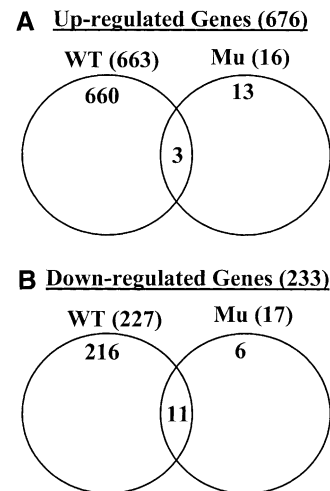 A Up-regulated Genes (676)
WT (663) Mu (16)
660 13
3
B Down-regulated Genes (233)
WT (227) Mu (17)
216 6
11